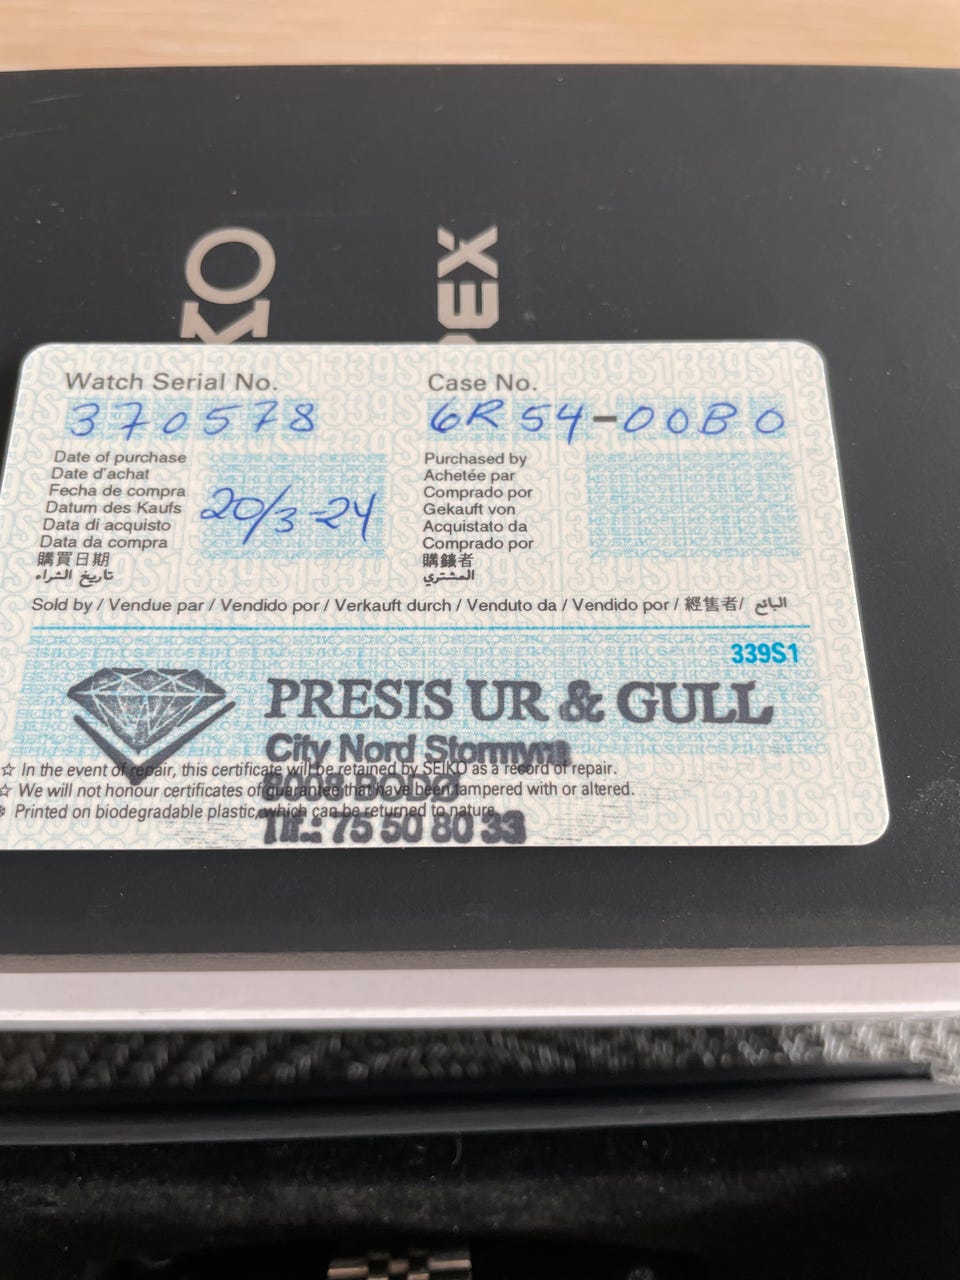 KO
EX
Watch Serial No.
370578
Case No.
6R54-00B0
Date of purchase
Date d'achat
Fecha de compra
Datum des Kaufs
Data di acquisto
Data da compra
購買日期
تاريخ الشراء
20/3-24
Purchased by
Achetée par
Comprado por
Gekauft von
Acquistato da
Comprado por
購錶者
المشتري
Sold by / Vendue par / Vendido por / Verkauft durch / Venduto da / Vendido por / 經售者/ البائع
339S1
PRESIS UR & GULL
City Nord Stormyra
☆ In the event of repair, this certificate will be retained by SEIKO as a record of repair.
8008 BODØ
☆ We will not honour certificates of guarantee that have been tampered with or altered.
Printed on biodegradable plastic, which can be returned to nature.
Tlf.: 75 50 80 33